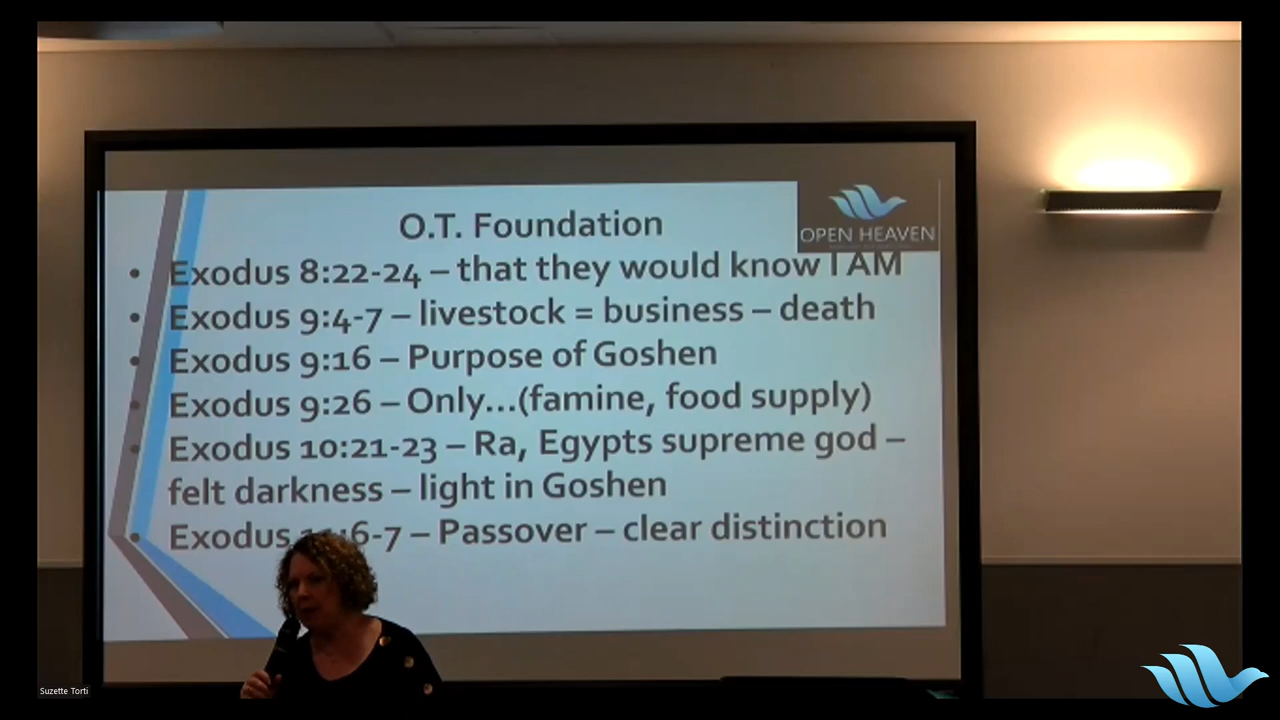 O.T. Foundation
OPEN HEAVEN
• Exodus 8:22-24 – that they would know I AM
• Exodus 9:4-7 – livestock = business – death
• Exodus 9:16 – Purpose of Goshen
• Exodus 9:26 – Only...(famine, food supply)
• Exodus 10:21-23 – Ra, Egypts supreme god –
felt darkness – light in Goshen
• Exodus :6-7 – Passover – clear distinction
Suzette Torti